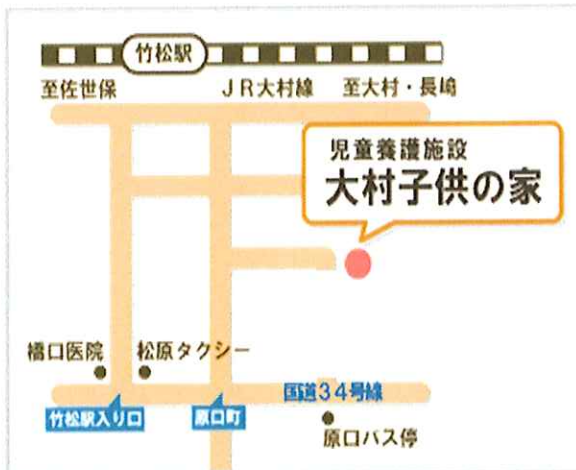 竹松駅
至佐世保
JR大村線
至大村・長崎
児童養護施設
大村子供の家
橋口医院
松原タクシー
国道34号線
竹松駅入り口
原口町
原口バス停